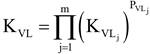 K_VL = ∏_{j=1}^{m} (K_{VL_j})^{P_{VL_j}}